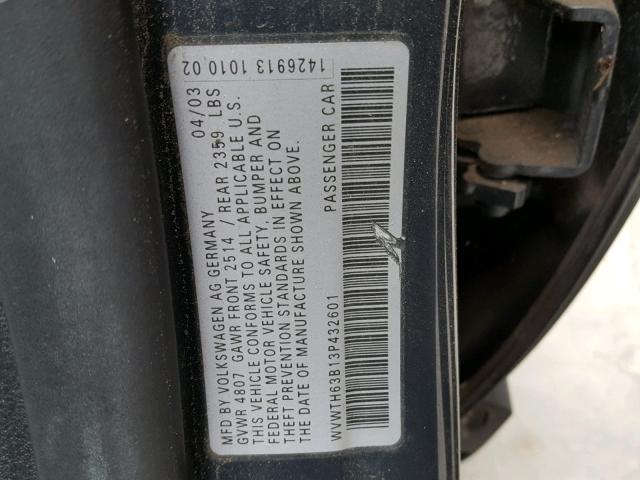 1426913 1010 02
MFD BY VOLKSWAGEN AG GERMANY 04/03
GVWR 4807 GAWR FRONT 2514 / REAR 2359 LBS
THIS VEHICLE CONFORMS TO ALL APPLICABLE U.S.
FEDERAL MOTOR VEHICLE SAFETY, BUMPER AND
THEFT PREVENTION STANDARDS IN EFFECT ON
THE DATE OF MANUFACTURE SHOWN ABOVE.
WVWTH63B13P432601 PASSENGER CAR